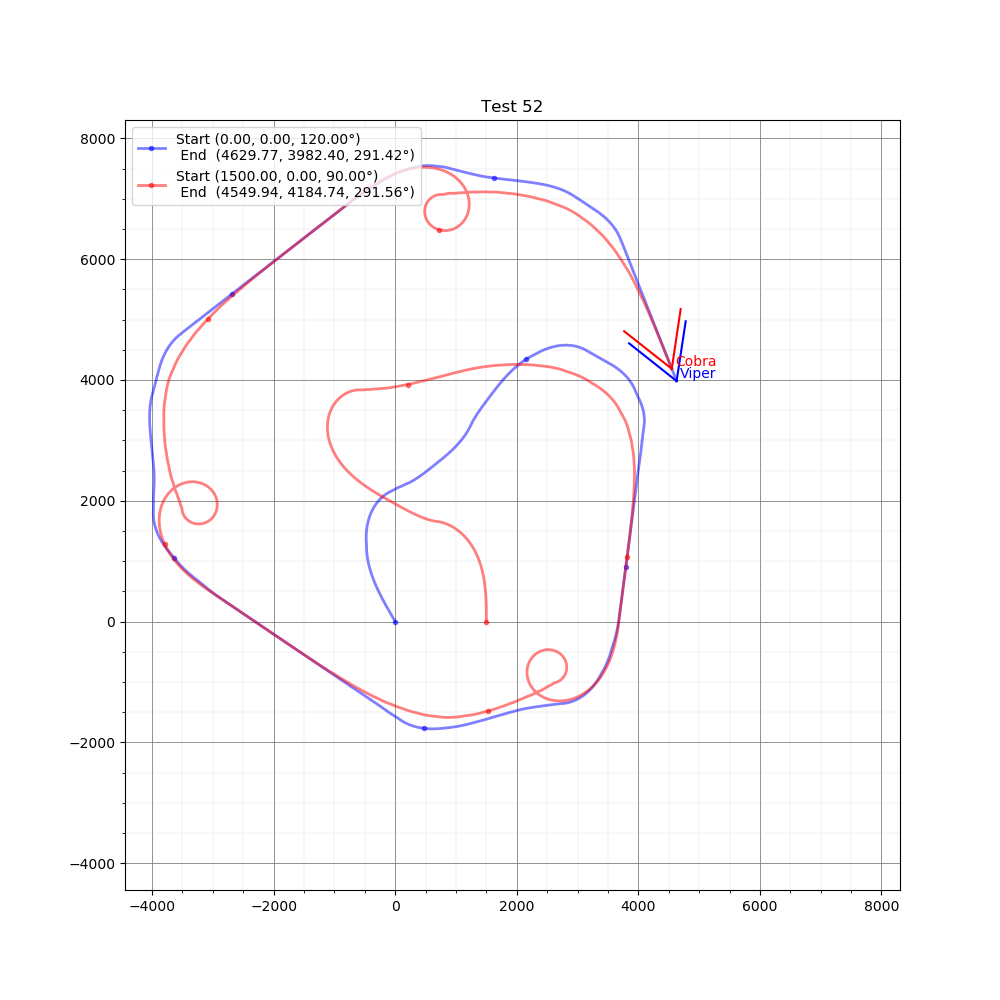 Test 52
Start (0.00, 0.00, 120.00°)
End (4629.77, 3982.40, 291.42°)
Start (1500.00, 0.00, 90.00°)
End (4549.94, 4184.74, 291.56°)
8000
6000
4000
2000
0
−2000
−4000
Cobra
Viper
−4000 −2000 0 2000 4000 6000 8000